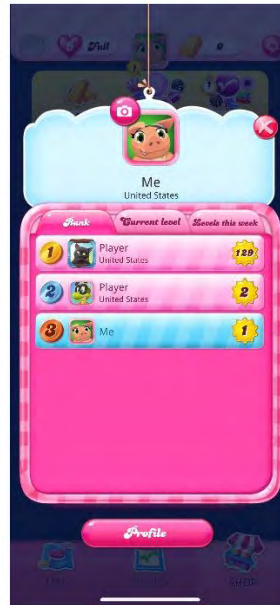 Full
0
Me
United States
Rank
Current level
Levels this week
1
Player
United States
129
2
Player
United States
2
3
Me
1
Profile
SHOP